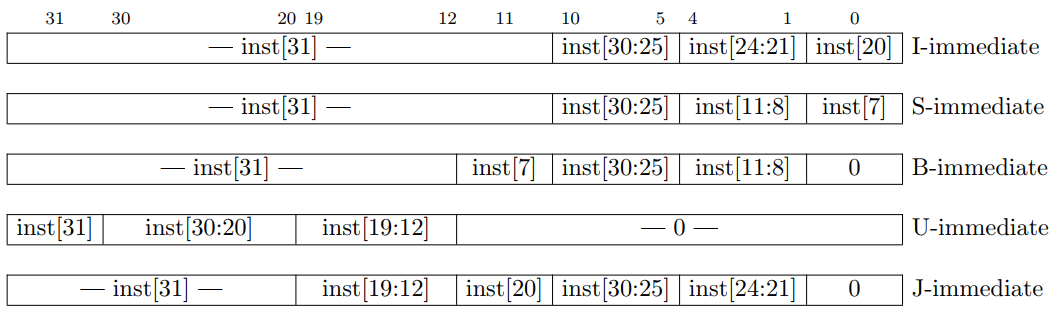 31 30 20 19 12 11 10 5 4 1 0
— inst[31] — inst[30:25] inst[24:21] inst[20] I-immediate
— inst[31] — inst[30:25] inst[11:8] inst[7] S-immediate
— inst[31] — inst[7] inst[30:25] inst[11:8] 0 B-immediate
inst[31] inst[30:20] inst[19:12] — 0 — U-immediate
— inst[31] — inst[19:12] inst[20] inst[30:25] inst[24:21] 0 J-immediate